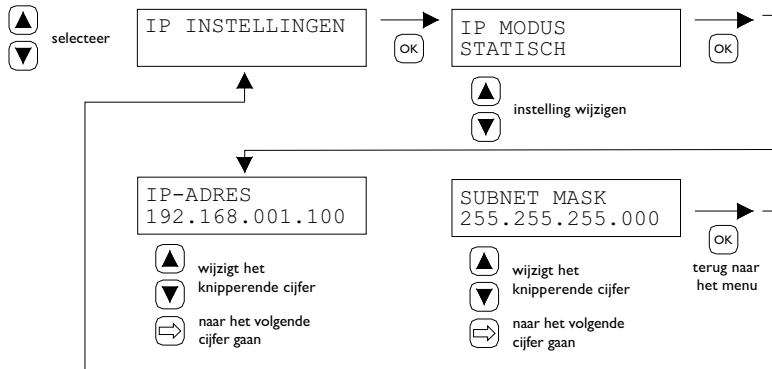 selecteer
IP INSTELLINGEN
OK
IP MODUS
STATISCH
OK
instelling wijzigen
IP-ADRES
192.168.001.100
wijzigt het
knipperende cijfer
naar het volgende
cijfer gaan
SUBNET MASK
255.255.255.000
wijzigt het
knipperende cijfer
naar het volgende
cijfer gaan
OK
terug naar
het menu